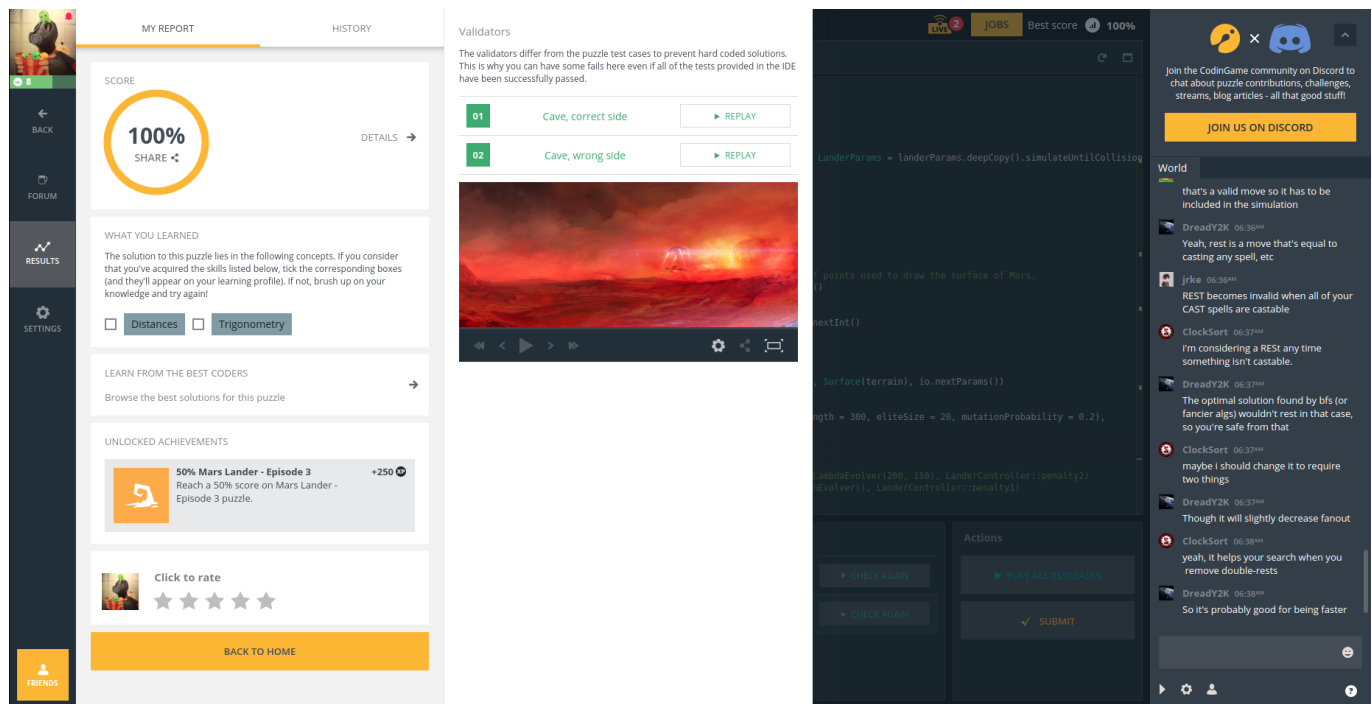 8
BACK
FORUM
RESULTS
SETTINGS
FRIENDS
MY REPORT
HISTORY
SCORE
100%
SHARE
DETAILS
WHAT YOU LEARNED
The solution to this puzzle lies in the following concepts. If you consider
that you've acquired the skills listed below, tick the corresponding boxes
(and they'll appear on your learning profile). If not, brush up on your
knowledge and try again!
Distances
Trigonometry
LEARN FROM THE BEST CODERS
Browse the best solutions for this puzzle
UNLOCKED ACHIEVEMENTS
50% Mars Lander - Episode 3
+250 XP
Reach a 50% score on Mars Lander -
Episode 3 puzzle.
Click to rate
BACK TO HOME
Validators
The validators differ from the puzzle test cases to prevent hard coded solutions.
This is why you can have some fails here even if all of the tests provided in the IDE
have been successfully passed.
01 Cave, correct side REPLAY
02 Cave, wrong side REPLAY
LIVE 2
JOBS
Best score 100%
LanderParams = landerParams.deepCopy().simulateUntilCollision
f points used to draw the surface of Mars.
()
nextInt()
, Surface(terrain), io.nextParams())
ngth = 300, eliteSize = 20, mutationProbability = 0.2),
LambdaEvolver(200, 150), LanderController::penalty2)
nEvolver(), LanderController::penalty1)
CHECK AGAIN
CHECK AGAIN
Actions
PLAY ALL TESTCASES
SUBMIT
×
Join the CodinGame community on Discord to
chat about puzzle contributions, challenges,
streams, blog articles - all that good stuff!
JOIN US ON DISCORD
World
that's a valid move so it has to be
included in the simulation
DreadY2K 06:36AM
Yeah, rest is a move that's equal to
casting any spell, etc
jrke 06:36AM
REST becomes invalid when all of your
CAST spells are castable
ClockSort 06:37AM
i'm considering a RESt any time
something isn't castable.
DreadY2K 06:37AM
The optimal solution found by bfs (or
fancier algs) wouldn't rest in that case,
so you're safe from that
ClockSort 06:37AM
maybe i should change it to require
two things
DreadY2K 06:37AM
Though it will slightly decrease fanout
ClockSort 06:38AM
yeah, it helps your search when you
remove double-rests
DreadY2K 06:38AM
So it's probably good for being faster
?